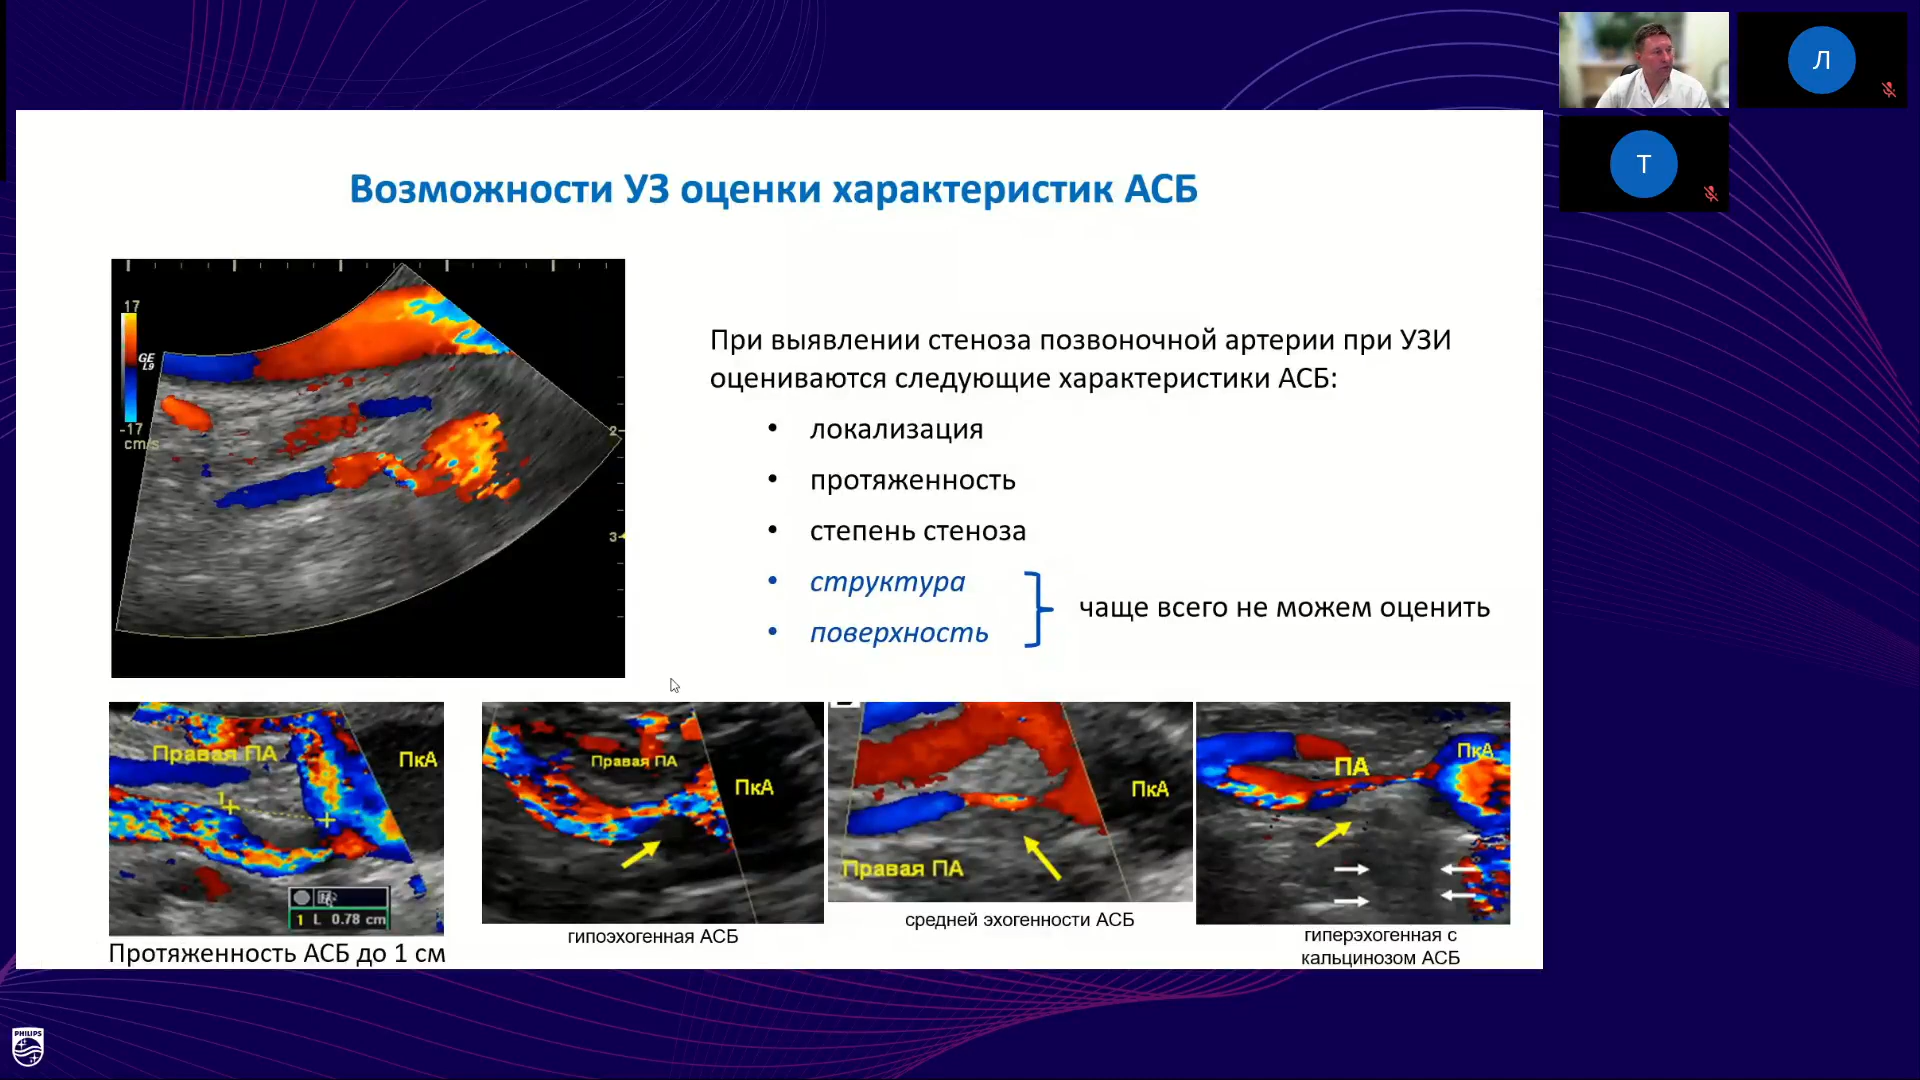 Л
Т
Возможности УЗ оценки характеристик АСБ
17
GE
L9
-17
cm/s
2
3
При выявлении стеноза позвоночной артерии при УЗИ
оцениваются следующие характеристики АСБ:
• локализация
• протяженность
• степень стеноза
• структура
• поверхность
чаще всего не можем оценить
Правая ПА
ПкА
1
1 L 0.78 cm
Протяженность АСБ до 1 см
Правая ПА
ПкА
гипоэхогенная АСБ
ПкА
Правая ПА
средней эхогенности АСБ
ПА
ПкА
гиперэхогенная с
кальцинозом АСБ
PHILIPS